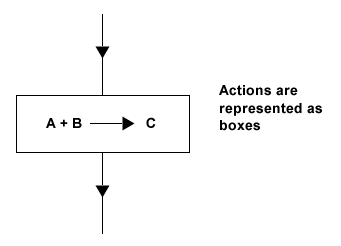 Actions are
represented as
boxes
A + B C